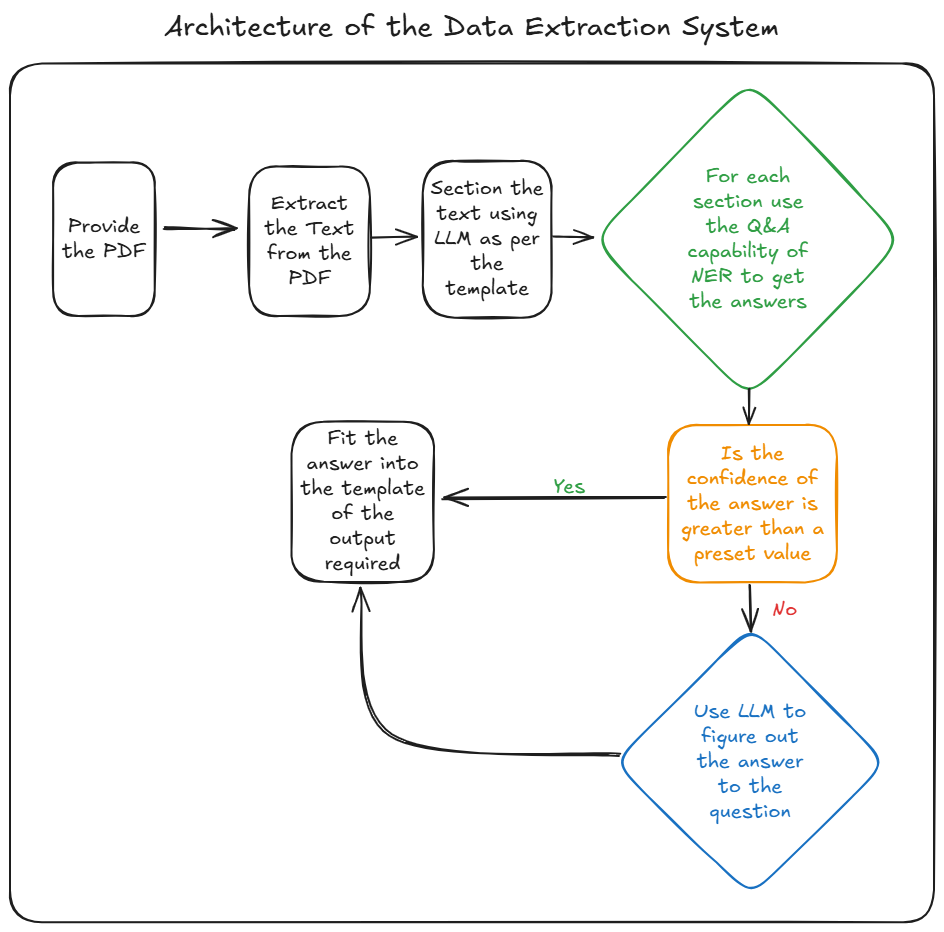 Architecture of the Data Extraction System
Provide
the PDF
Extract
the Text
from the
PDF
Section the
text using
LLM as per
the
template
For each
section use
the Q&A
capability of
NER to get
the answers
Is the
confidence of
the answer is
greater than a
preset value
Yes
Fit the
answer into
the template
of the
output
required
No
Use LLM to
figure out
the answer
to the
question